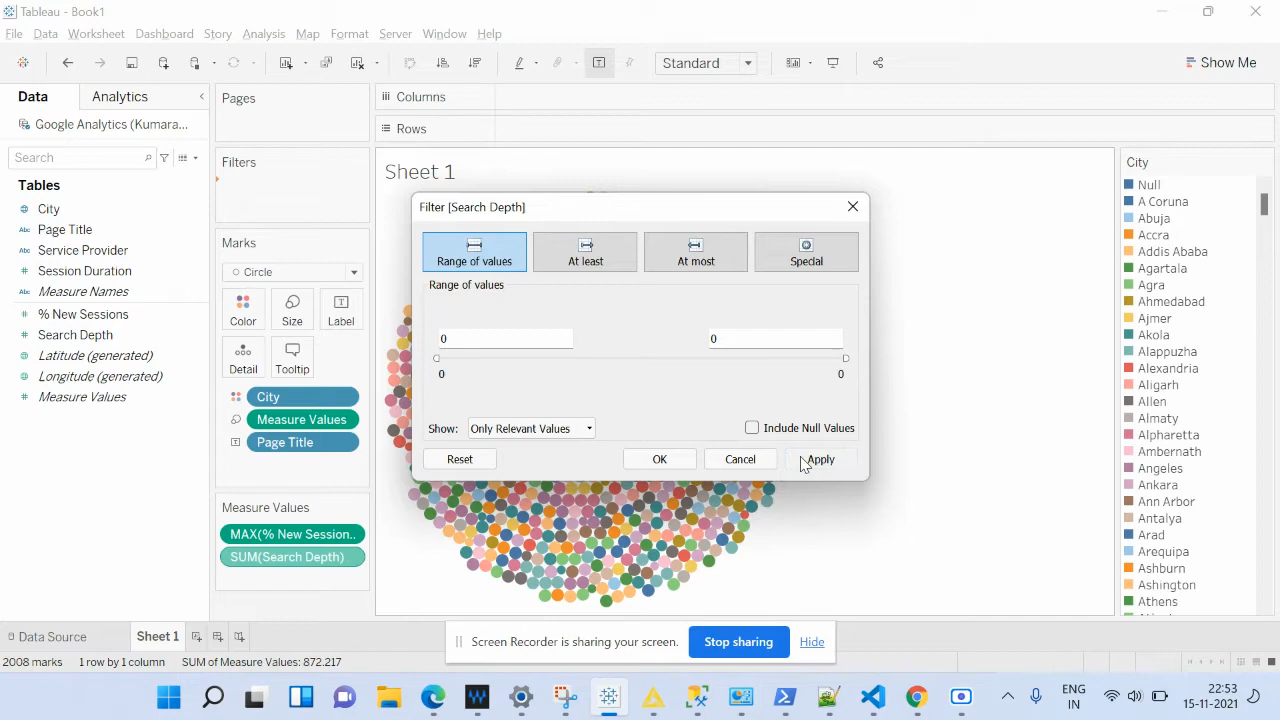 Tableau - Book1
File Data Worksheet Dashboard Story Analysis Map Format Server Window Help
Standard
Show Me
Data Analytics
Google Analytics (Kumara...
Search
Tables
City
Abc Page Title
Abc Service Provider
Abc Session Duration
Abc Measure Names
# % New Sessions
# Search Depth
Latitude (generated)
Longitude (generated)
# Measure Values
Pages
Filters
Marks
Circle
Color Size Label
Detail Tooltip
City
Measure Values
Page Title
Measure Values
MAX(% New Session..
SUM(Search Depth)
Columns
Rows
Sheet 1
Filter [Search Depth]
Range of values At least At most Special
Range of values
0 0
0 0
Show: Only Relevant Values Include Null Values
Reset OK Cancel Apply
City
Null
A Coruna
Abuja
Accra
Addis Ababa
Agartala
Agra
Ahmedabad
Ajmer
Akola
Alappuzha
Alexandria
Aligarh
Allen
Almaty
Alpharetta
Ambernath
Angeles
Ankara
Ann Arbor
Antalya
Arad
Arequipa
Ashburn
Ashington
Athens
Data Source Sheet 1
Screen Recorder is sharing your screen. Stop sharing Hide
2008 marks 1 row by 1 column SUM of Measure Values: 872.217
ENG
IN
22:53
15-11-2021